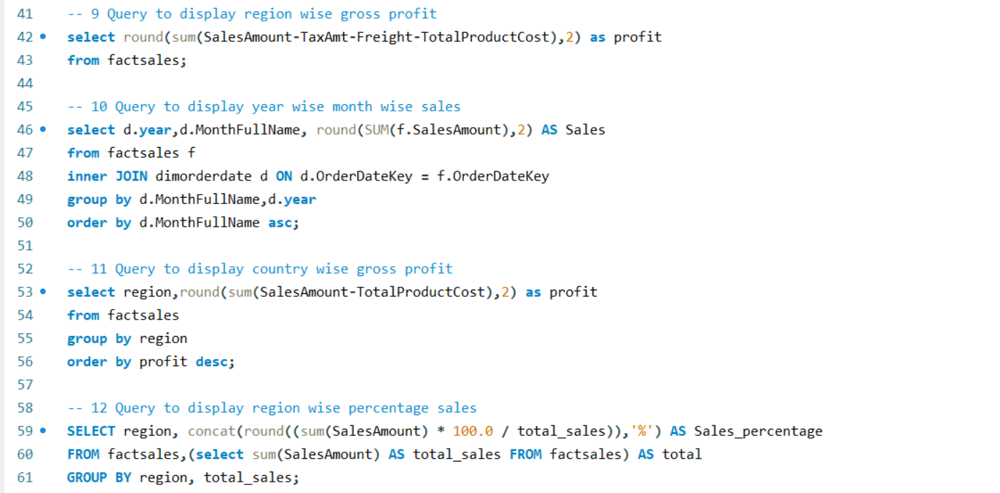 41 -- 9 Query to display region wise gross profit
42 • select round(sum(SalesAmount-TaxAmt-Freight-TotalProductCost),2) as profit
43 from factsales;
44
45 -- 10 Query to display year wise month wise sales
46 • select d.year,d.MonthFullName, round(SUM(f.SalesAmount),2) AS Sales
47 from factsales f
48 inner JOIN dimorderdate d ON d.OrderDateKey = f.OrderDateKey
49 group by d.MonthFullName,d.year
50 order by d.MonthFullName asc;
51
52 -- 11 Query to display country wise gross profit
53 • select region,round(sum(SalesAmount-TotalProductCost),2) as profit
54 from factsales
55 group by region
56 order by profit desc;
57
58 -- 12 Query to display region wise percentage sales
59 • SELECT region, concat(round((sum(SalesAmount) * 100.0 / total_sales)),'%') AS Sales_percentage
60 FROM factsales,(select sum(SalesAmount) AS total_sales FROM factsales) AS total
61 GROUP BY region, total_sales;